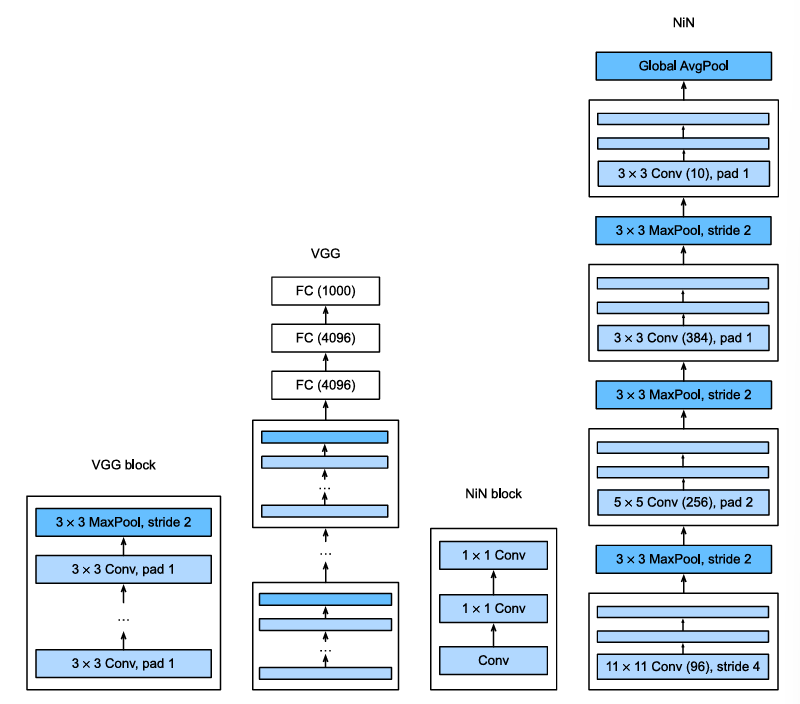 VGG block
3 × 3 MaxPool, stride 2
3 × 3 Conv, pad 1
...
3 × 3 Conv, pad 1
VGG
FC (1000)
FC (4096)
FC (4096)
...
...
...
NiN block
1 × 1 Conv
1 × 1 Conv
Conv
NiN
Global AvgPool
3 × 3 Conv (10), pad 1
3 × 3 MaxPool, stride 2
3 × 3 Conv (384), pad 1
3 × 3 MaxPool, stride 2
5 × 5 Conv (256), pad 2
3 × 3 MaxPool, stride 2
11 × 11 Conv (96), stride 4